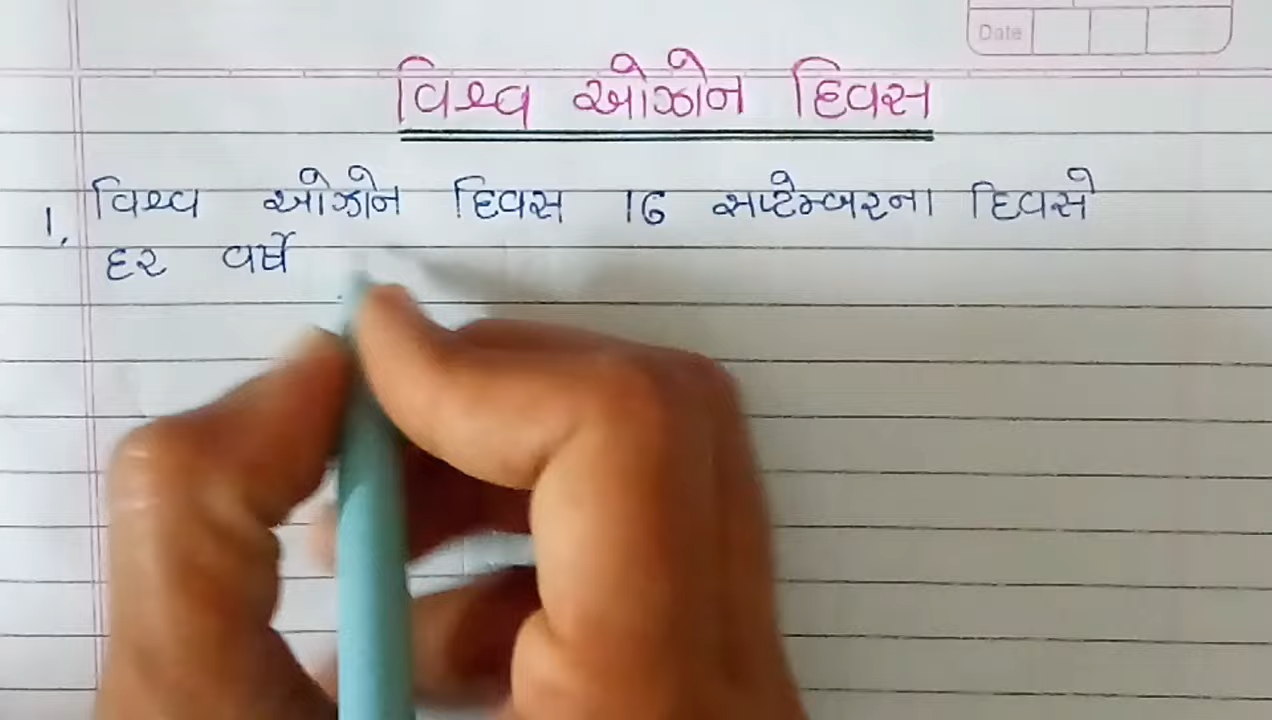 Date
વિશ્વ ઓઝોન દિવસ
1. વિશ્વ ઓઝોન દિવસ 16 સપ્ટેમ્બરના દિવસે
દર વર્ષે